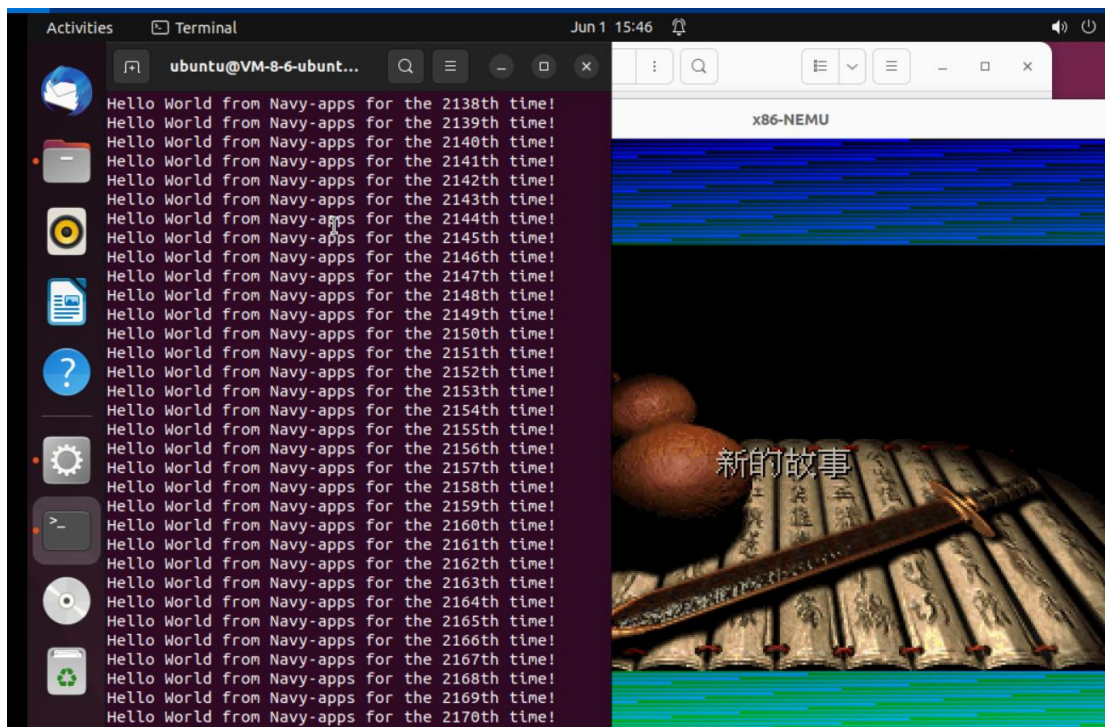 Activities
Terminal
Jun 1 15:46
ubuntu@VM-8-6-ubunt...
x86-NEMU
Hello World from Navy-apps for the 2138th time!
Hello World from Navy-apps for the 2139th time!
Hello World from Navy-apps for the 2140th time!
Hello World from Navy-apps for the 2141th time!
Hello World from Navy-apps for the 2142th time!
Hello World from Navy-apps for the 2143th time!
Hello World from Navy-apps for the 2144th time!
Hello World from Navy-apps for the 2145th time!
Hello World from Navy-apps for the 2146th time!
Hello World from Navy-apps for the 2147th time!
Hello World from Navy-apps for the 2148th time!
Hello World from Navy-apps for the 2149th time!
Hello World from Navy-apps for the 2150th time!
Hello World from Navy-apps for the 2151th time!
Hello World from Navy-apps for the 2152th time!
Hello World from Navy-apps for the 2153th time!
Hello World from Navy-apps for the 2154th time!
Hello World from Navy-apps for the 2155th time!
Hello World from Navy-apps for the 2156th time!
Hello World from Navy-apps for the 2157th time!
Hello World from Navy-apps for the 2158th time!
Hello World from Navy-apps for the 2159th time!
Hello World from Navy-apps for the 2160th time!
Hello World from Navy-apps for the 2161th time!
Hello World from Navy-apps for the 2162th time!
Hello World from Navy-apps for the 2163th time!
Hello World from Navy-apps for the 2164th time!
Hello World from Navy-apps for the 2165th time!
Hello World from Navy-apps for the 2166th time!
Hello World from Navy-apps for the 2167th time!
Hello World from Navy-apps for the 2168th time!
Hello World from Navy-apps for the 2169th time!
Hello World from Navy-apps for the 2170th time!
新的故事